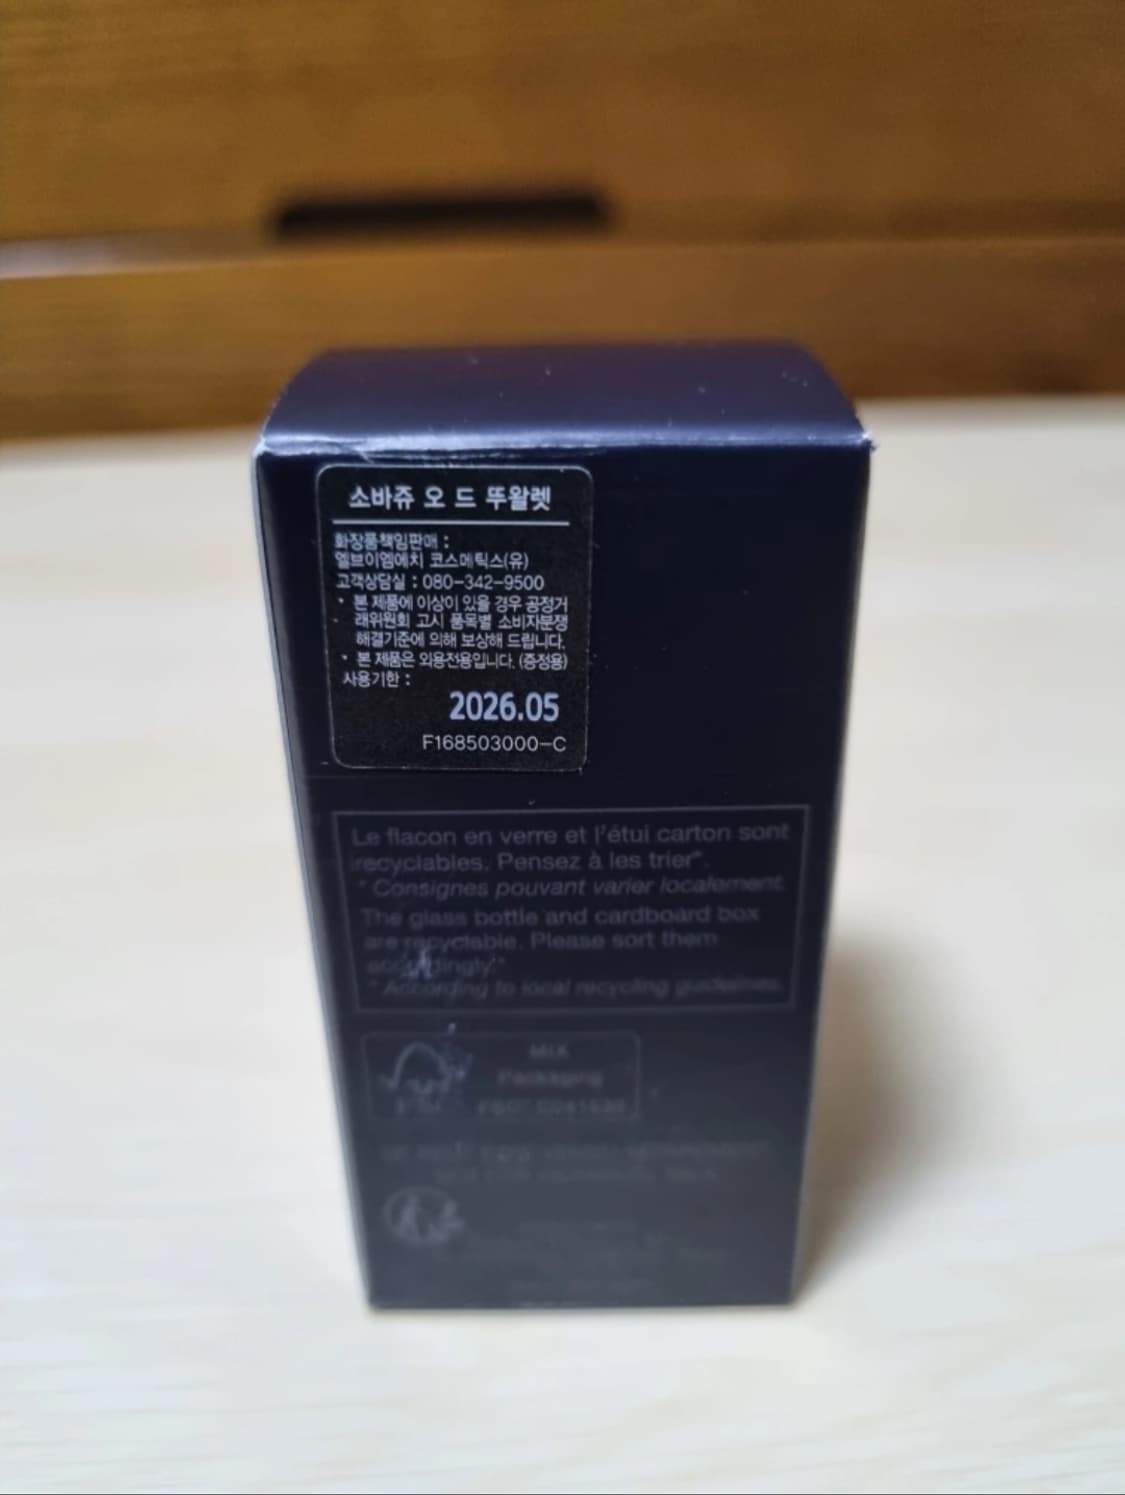 소바쥬 오 드 뚜왈렛
화장품책임판매 :
엘브이엠에치 코스메틱스(유)
고객상담실 : 080-342-9500
* 본 제품에 이상이 있을 경우 공정거
래위원회 고시 품목별 소비자분쟁
해결기준에 의해 보상해 드립니다.
* 본 제품은 외용전용입니다. (증정용)
사용기한 :
2026.05
F168503000-C
Le flacon en verre et l'étui carton sont
recyclables. Pensez à les trier*.
* Consignes pouvant varier localement.
The glass bottle and cardboard box
are recyclable. Please sort them
accordingly.*
* According to local recycling guidelines.
MIX
Packaging